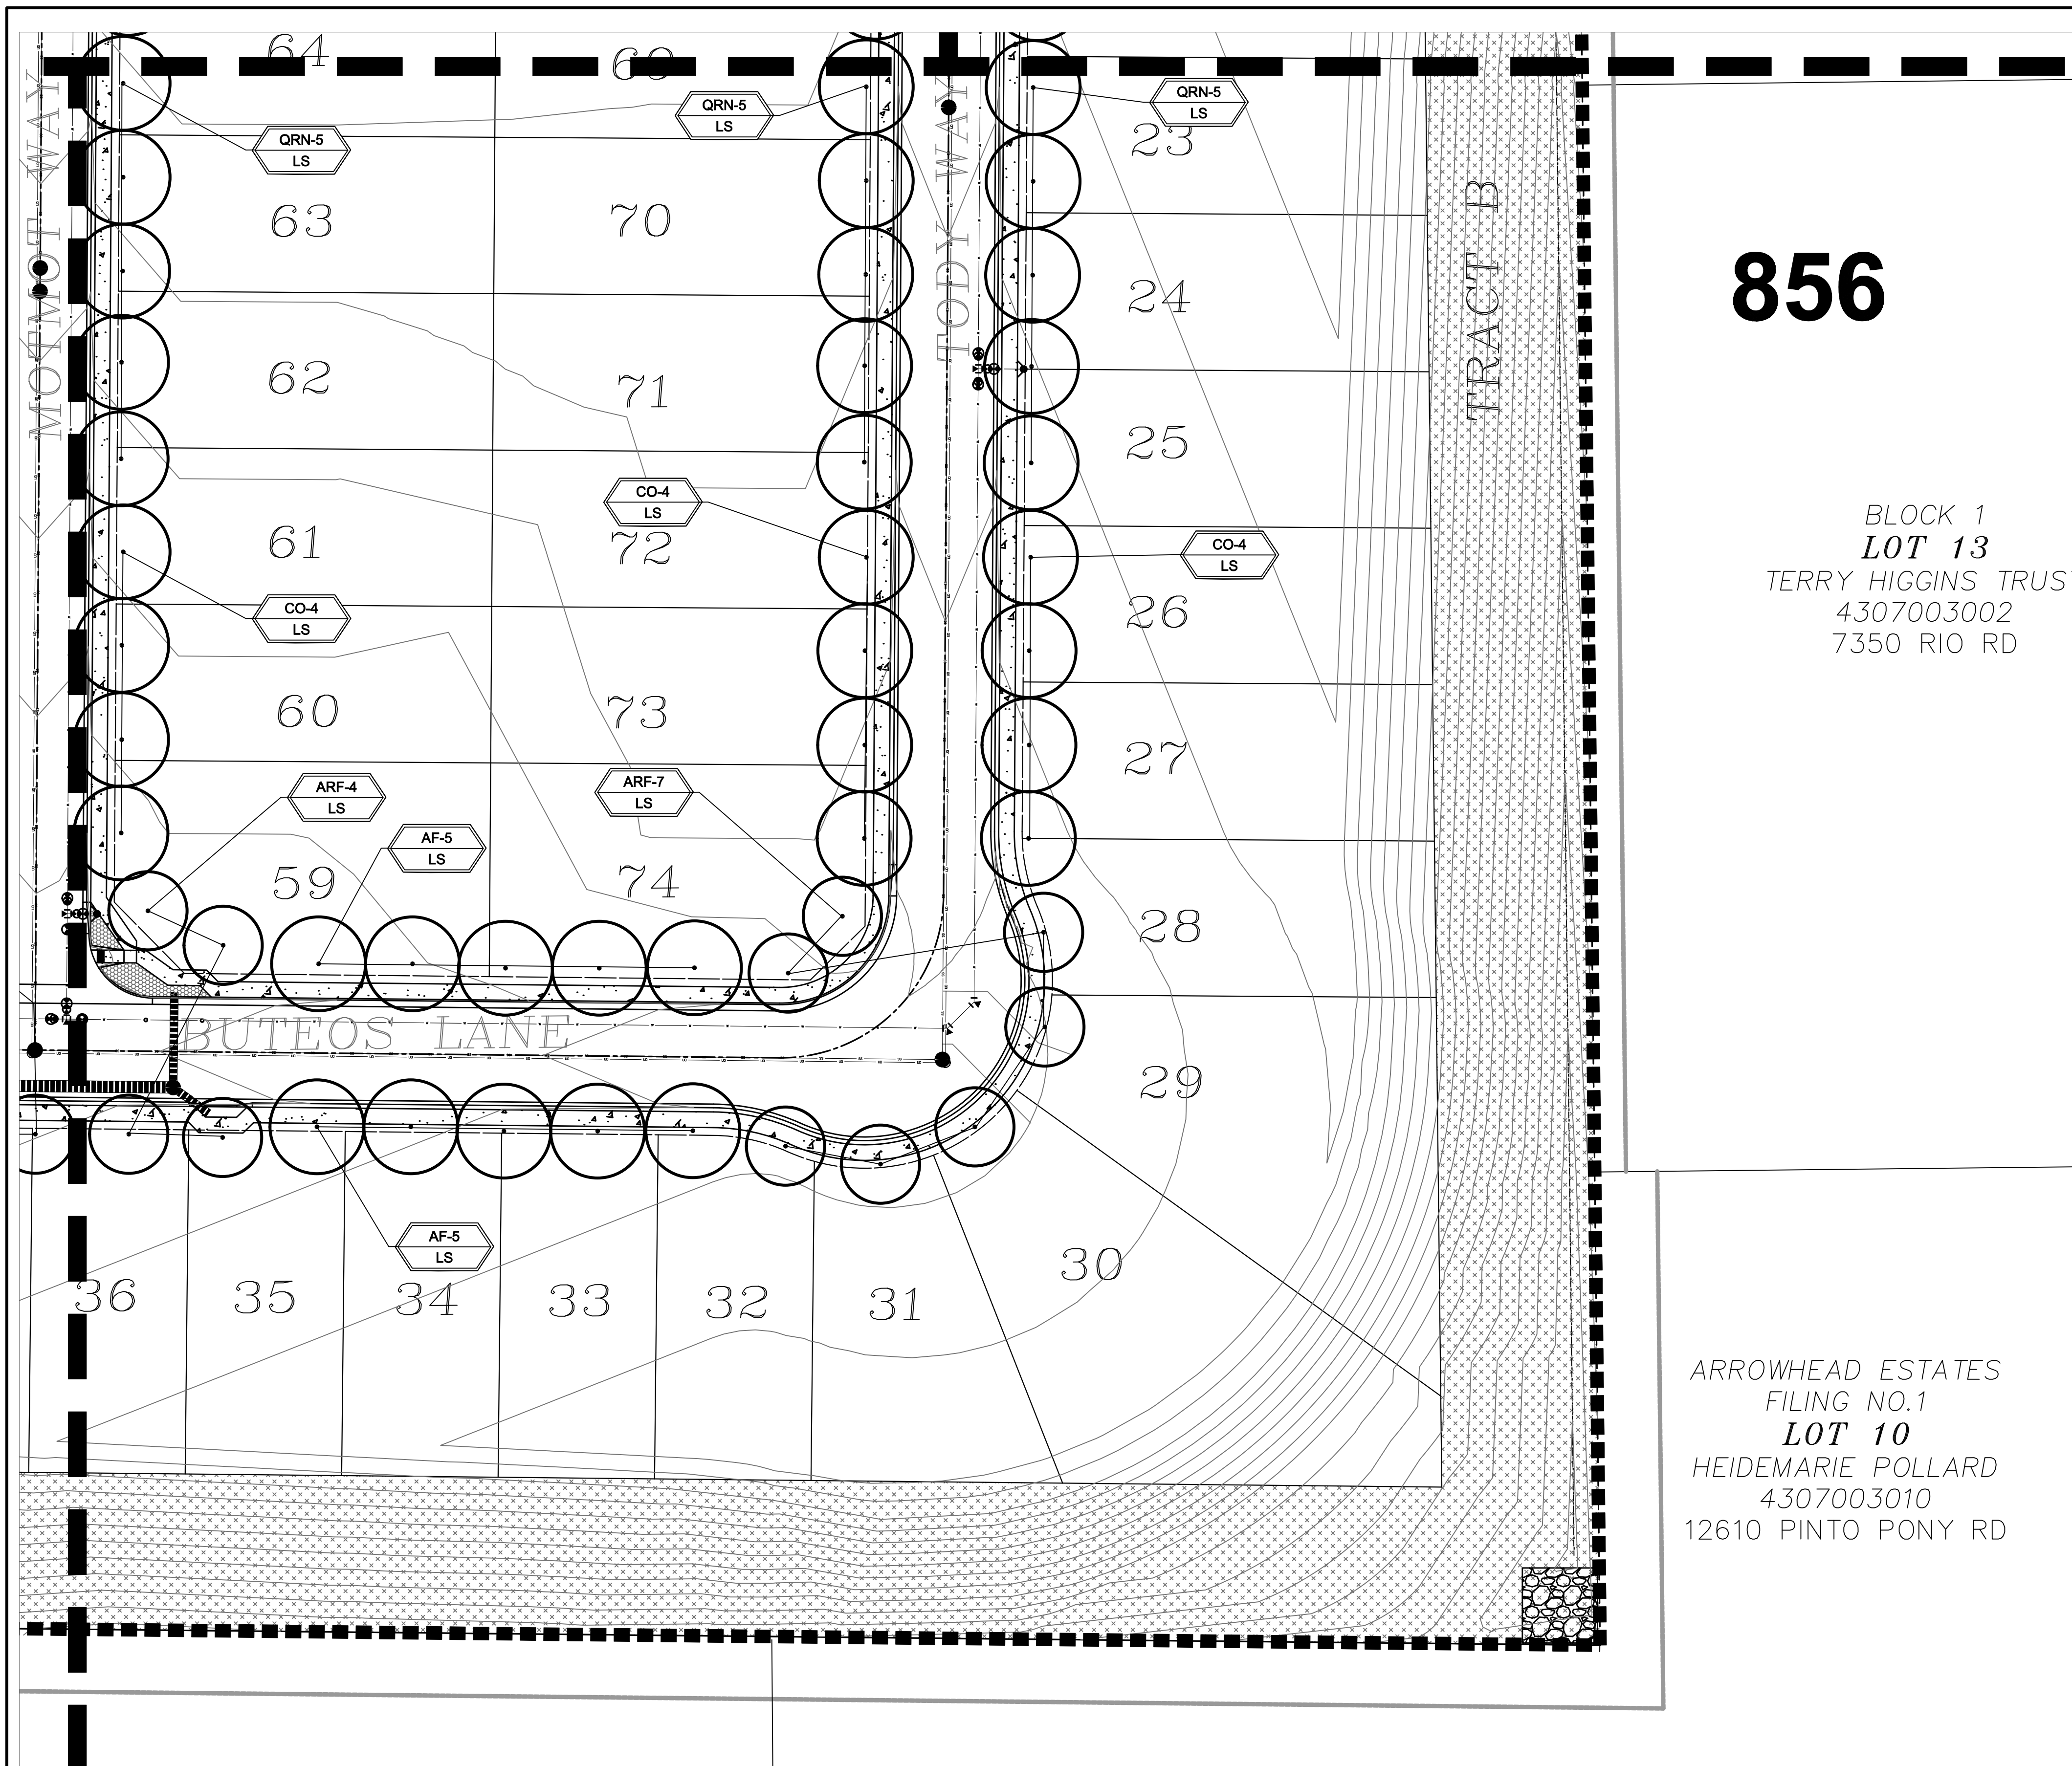 64
69
MOTMOT WAY
QRN-5
LS
QRN-5
LS
TODY WAY
QRN-5
LS
23
63
70
24
TRACT B
856
62
71
25
CO-4
LS
61
72
CO-4
LS
BLOCK 1
LOT 13
TERRY HIGGINS TRUST
4307003002
7350 RIO RD
26
CO-4
LS
60
73
27
ARF-4
LS
ARF-7
LS
AF-5
LS
59
74
28
BUTEOS LANE
29
AF-5
LS
30
36
35
34
33
32
31
ARROWHEAD ESTATES
FILING NO.1
LOT 10
HEIDEMARIE POLLARD
4307003010
12610 PINTO PONY RD